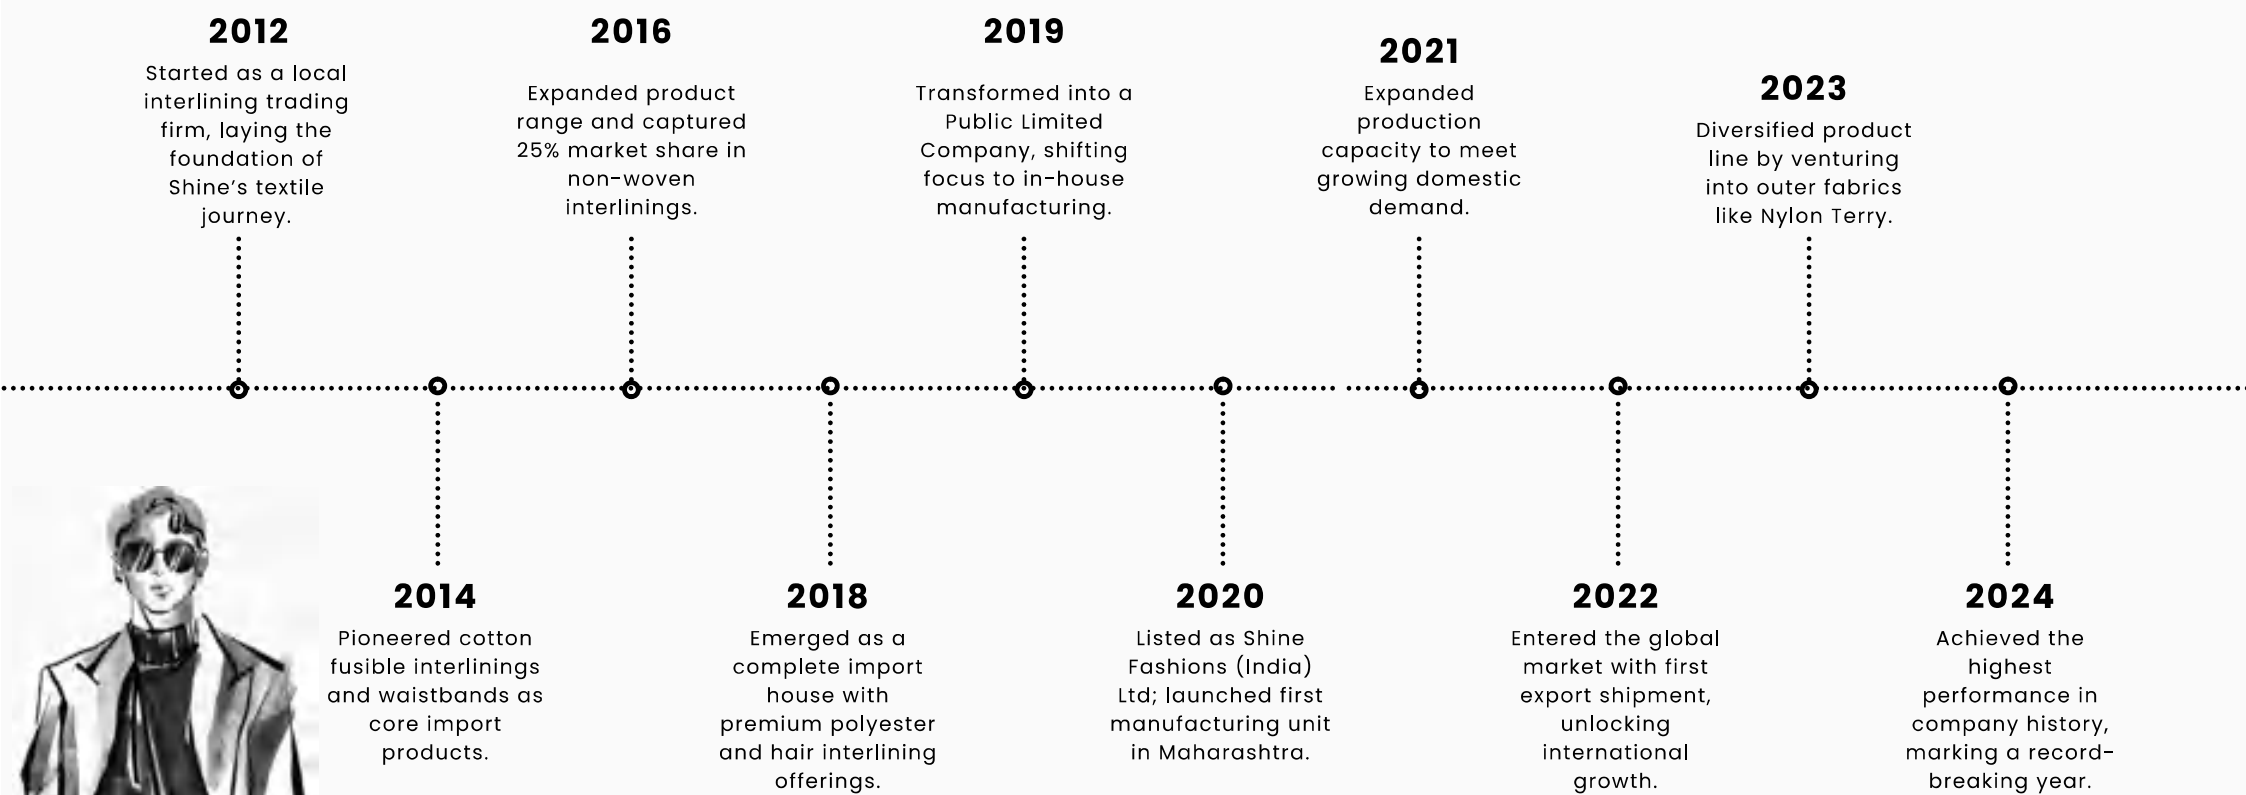 2012
Started as a local
interlining trading
firm, laying the
foundation of
Shine's textile
journey.
2014
Pioneered cotton
fusible interlinings
and waistbands as
core import
products.
2016
Expanded product
range and captured
25% market share in
non-woven
interlinings.
2018
Emerged as a
complete import
house with
premium polyester
and hair interlining
offerings.
2019
Transformed into a
Public Limited
Company, shifting
focus to in-house
manufacturing.
2020
Listed as Shine
Fashions (India)
Ltd; launched first
manufacturing unit
in Maharashtra.
2021
Expanded
production
capacity to meet
growing domestic
demand.
2022
Entered the global
market with first
export shipment,
unlocking
international
growth.
2023
Diversified product
line by venturing
into outer fabrics
like Nylon Terry.
2024
Achieved the
highest
performance in
company history,
marking a record-
breaking year.